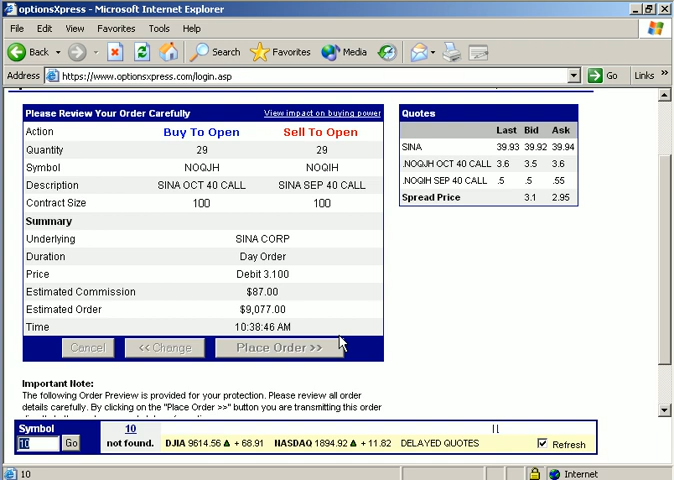 optionsXpress - Microsoft Internet Explorer
File Edit View Favorites Tools Help
Back Search Favorites Media
Address https://www.optionsxpress.com/login.asp Go Links »
Please Review Your Order Carefully View impact on buying power
Action Buy To Open Sell To Open
Quantity 29 29
Symbol NOQJH NOQIH
Description SINA OCT 40 CALL SINA SEP 40 CALL
Contract Size 100 100
Summary
Underlying SINA CORP
Duration Day Order
Price Debit 3.100
Estimated Commission $87.00
Estimated Order $9,077.00
Time 10:38:46 AM
Cancel << Change Place Order >>
Quotes
Last Bid Ask
SINA 39.93 39.92 39.94
.NOQJH OCT 40 CALL 3.6 3.5 3.6
.NOQIH SEP 40 CALL .5 .5 .55
Spread Price 3.1 2.95
Important Note:
The following Order Preview is provided for your protection. Please review all order
details carefully. By clicking on the "Place Order >>" button you are transmitting this order
Symbol 10
10 Go not found. DJIA 9614.56 ▲ + 68.91 NASDAQ 1894.92 ▲ + 11.82 DELAYED QUOTES Refresh
10 Internet